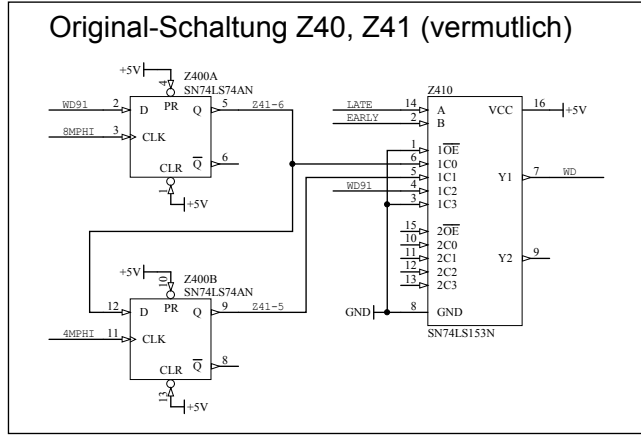 Original-Schaltung Z40, Z41 (vermutlich)
+5V
Z400A
SN74LS74AN
4
PR
WD91
2
D
Q
5
Z41-6
8MPHI
3
CLK
Q
6
CLR
1
+5V
+5V
Z400B
SN74LS74AN
10
PR
12
D
Q
9
Z41-5
4MPHI
11
CLK
Q
8
CLR
13
+5V
Z410
LATE
14
A
VCC
16
+5V
EARLY
2
B
1
1OE
6
1C0
5
1C1
Y1
7
WD
WD91
4
1C2
3
1C3
15
2OE
10
2C0
11
2C1
Y2
9
12
2C2
13
2C3
GND
8
GND
SN74LS153N